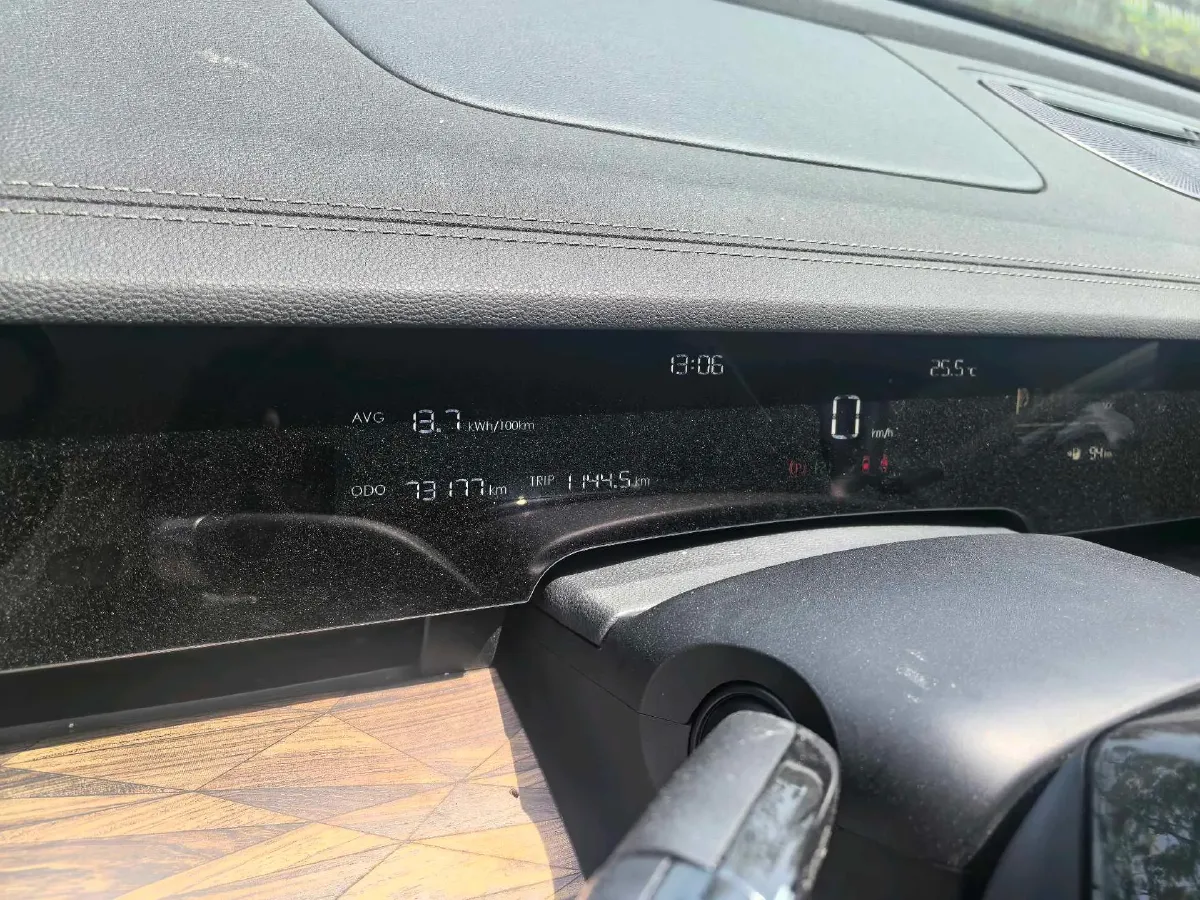 13:06
25.5℃
AVG 13.7 kWh/100km
0 km/h
ODO 73177 km TRIP 1144.5 km
(P)